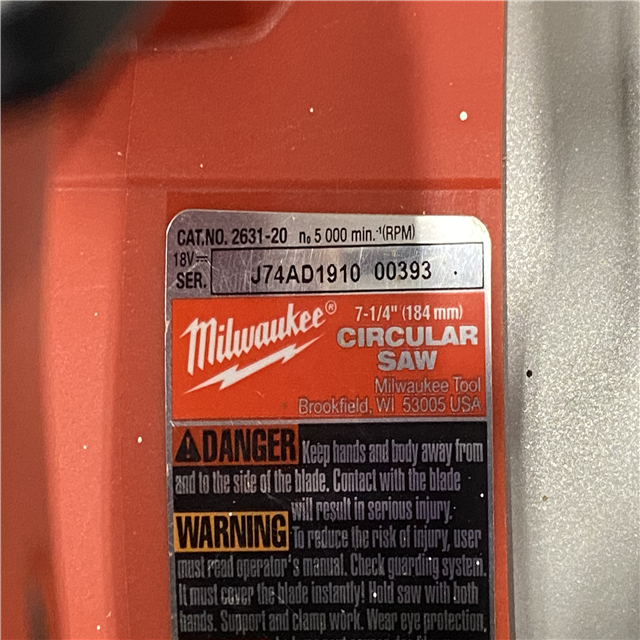 CAT.NO. 2631-20 n₀ 5 000 min.⁻¹(RPM)
18V⎓
SER. J74AD1910 00393
Milwaukee®
7-1/4" (184 mm)
CIRCULAR
SAW
Milwaukee Tool
Brookfield, WI 53005 USA
⚠DANGER Keep hands and body away from
and to the side of the blade. Contact with the blade
will result in serious injury.
WARNING To reduce the risk of injury, user
must read operator's manual. Check guarding system.
It must cover the blade instantly! Hold saw with both
hands. Support and clamp work. Wear eye protection.